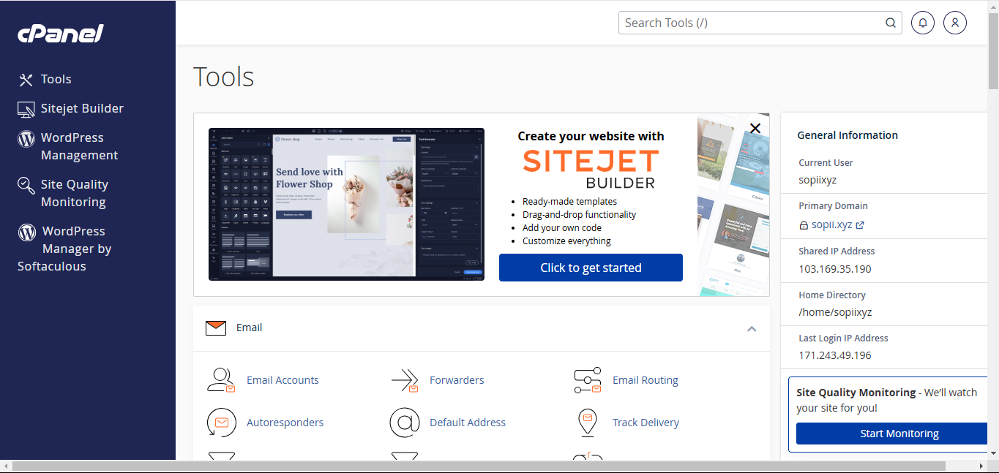 cPanel
Search Tools (/)
Tools
Sitejet Builder
WordPress
Management
Site Quality
Monitoring
WordPress
Manager by
Softaculous
Tools
flower shop
Send love with
Flower Shop
Create your website with
SITEJET
BUILDER
Ready-made templates
Drag-and-drop functionality
Add your own code
Customize everything
Click to get started
General Information
Current User
sopiixyz
Primary Domain
sopii.xyz
Shared IP Address
103.169.35.190
Home Directory
/home/sopiixyz
Last Login IP Address
171.243.49.196
Site Quality Monitoring - We’ll watch
your site for you!
Start Monitoring
Email
Email Accounts
Forwarders
Email Routing
Autoresponders
Default Address
Track Delivery